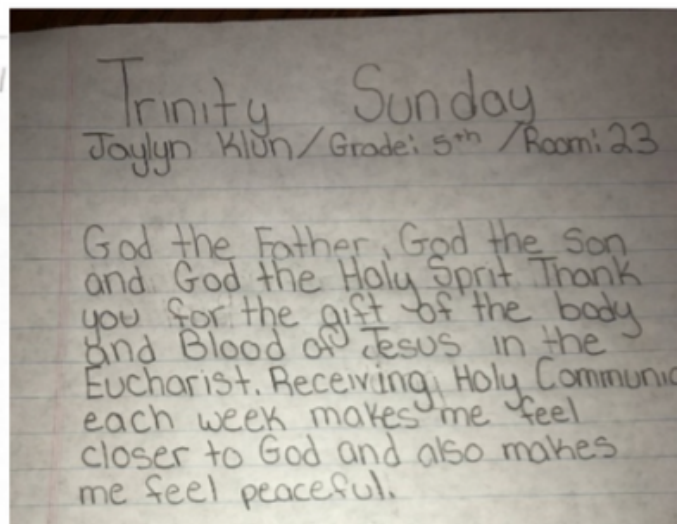 Trinity Sunday
Jaylyn Klun/Grade: 5th/Room: 23
God the Father, God the Son
and God the Holy Sprit Thank
you for the gift of the body
and Blood of Jesus in the
Eucharist. Receiving Holy Communio
each week makes me feel
closer to God and also makes
me feel peaceful.